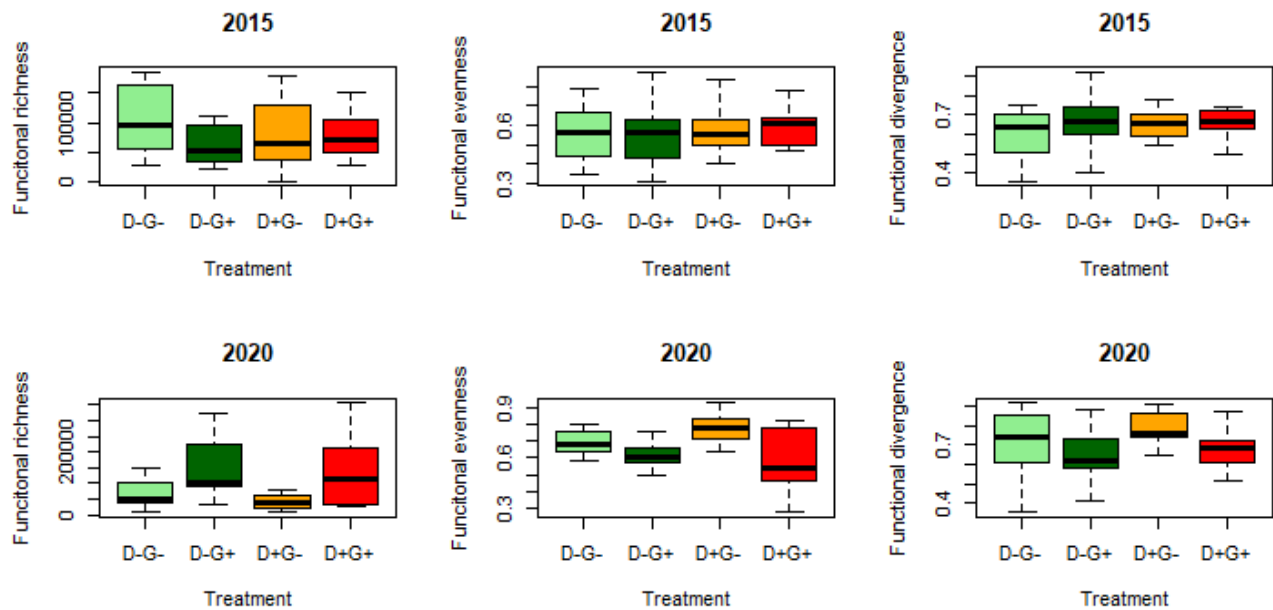 2015
Funcitonal richness
100000
0
D-G- D-G+ D+G- D+G+
Treatment
2015
Funcitonal evenness
0.6
0.3
D-G- D-G+ D+G- D+G+
Treatment
2015
Functional divergence
0.7
0.4
D-G- D-G+ D+G- D+G+
Treatment
2020
Funcitonal richness
200000
0
D-G- D-G+ D+G- D+G+
Treatment
2020
Funcitonal evenness
0.9
0.6
0.3
D-G- D-G+ D+G- D+G+
Treatment
2020
Functional divergence
0.7
0.4
D-G- D-G+ D+G- D+G+
Treatment